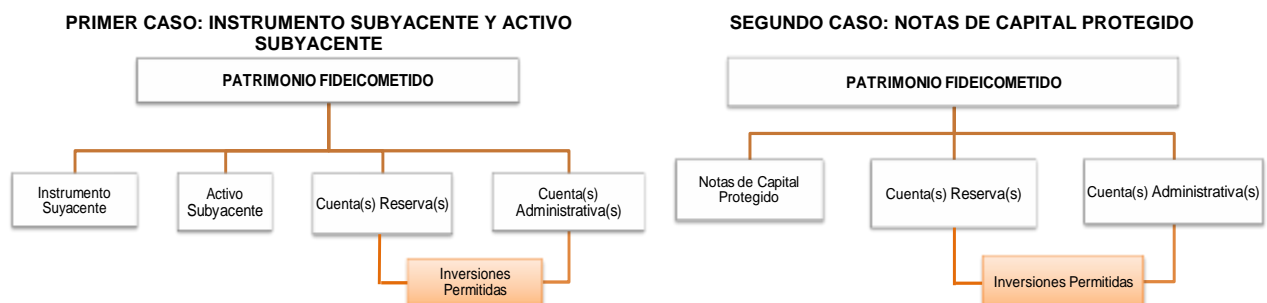 PRIMER CASO: INSTRUMENTO SUBYACENTE Y ACTIVO
SUBYACENTE
PATRIMONIO FIDEICOMETIDO
Instrumento
Suyacente
Activo
Subyacente
Cuenta(s) Reserva(s)
Cuenta(s)
Administrativa(s)
Inversiones
Permitidas
SEGUNDO CASO: NOTAS DE CAPITAL PROTEGIDO
PATRIMONIO FIDEICOMETIDO
Notas de Capital
Protegido
Cuenta(s) Reserva(s)
Cuenta(s) Administrativa(s)
Inversiones Permitidas